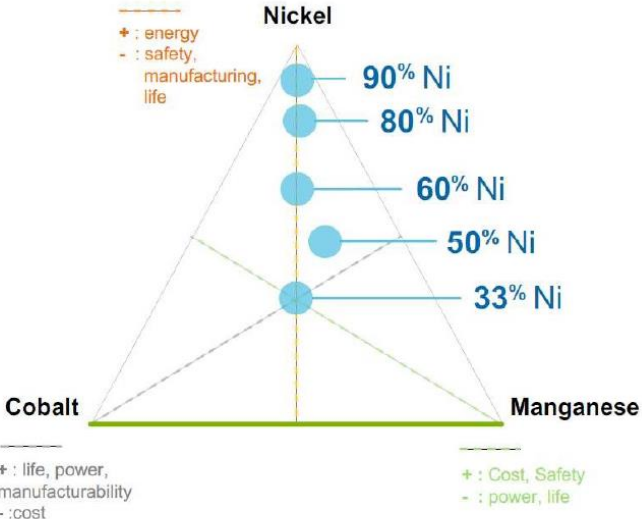 Nickel
+ : energy
- : safety,
manufacturing,
life
90% Ni
80% Ni
60% Ni
50% Ni
33% Ni
Cobalt
Manganese
+ : life, power,
manufacturability
- :cost
+ : Cost, Safety
- : power, life